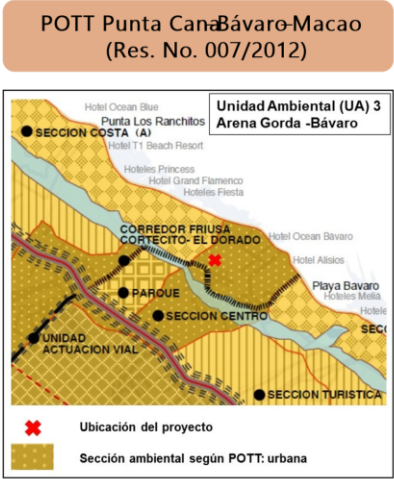 POTT Punta Cana-Bávaro-Macao
(Res. No. 007/2012)
Unidad Ambiental (UA) 3
Arena Gorda -Bávaro
Hotel Ocean Blue
Punta Los Ranchitos
SECCION COSTA (A)
Hotel T1 Beach Resort
Hoteles Princess
Hotel Grand Flamenco
Hoteles Fiesta
CORREDOR FRIUSA
CORTECITO- EL DORADO
Hotel Ocean Bávaro
Hotel Alisios
Playa Bavaro
Hoteles Meliá
PARQUE
Hotele
SECCION CENTRO
SECC
UNIDAD
ACTUACION VIAL
SECCION TURISTICA
Ubicación del proyecto
Sección ambiental según POTT: urbana